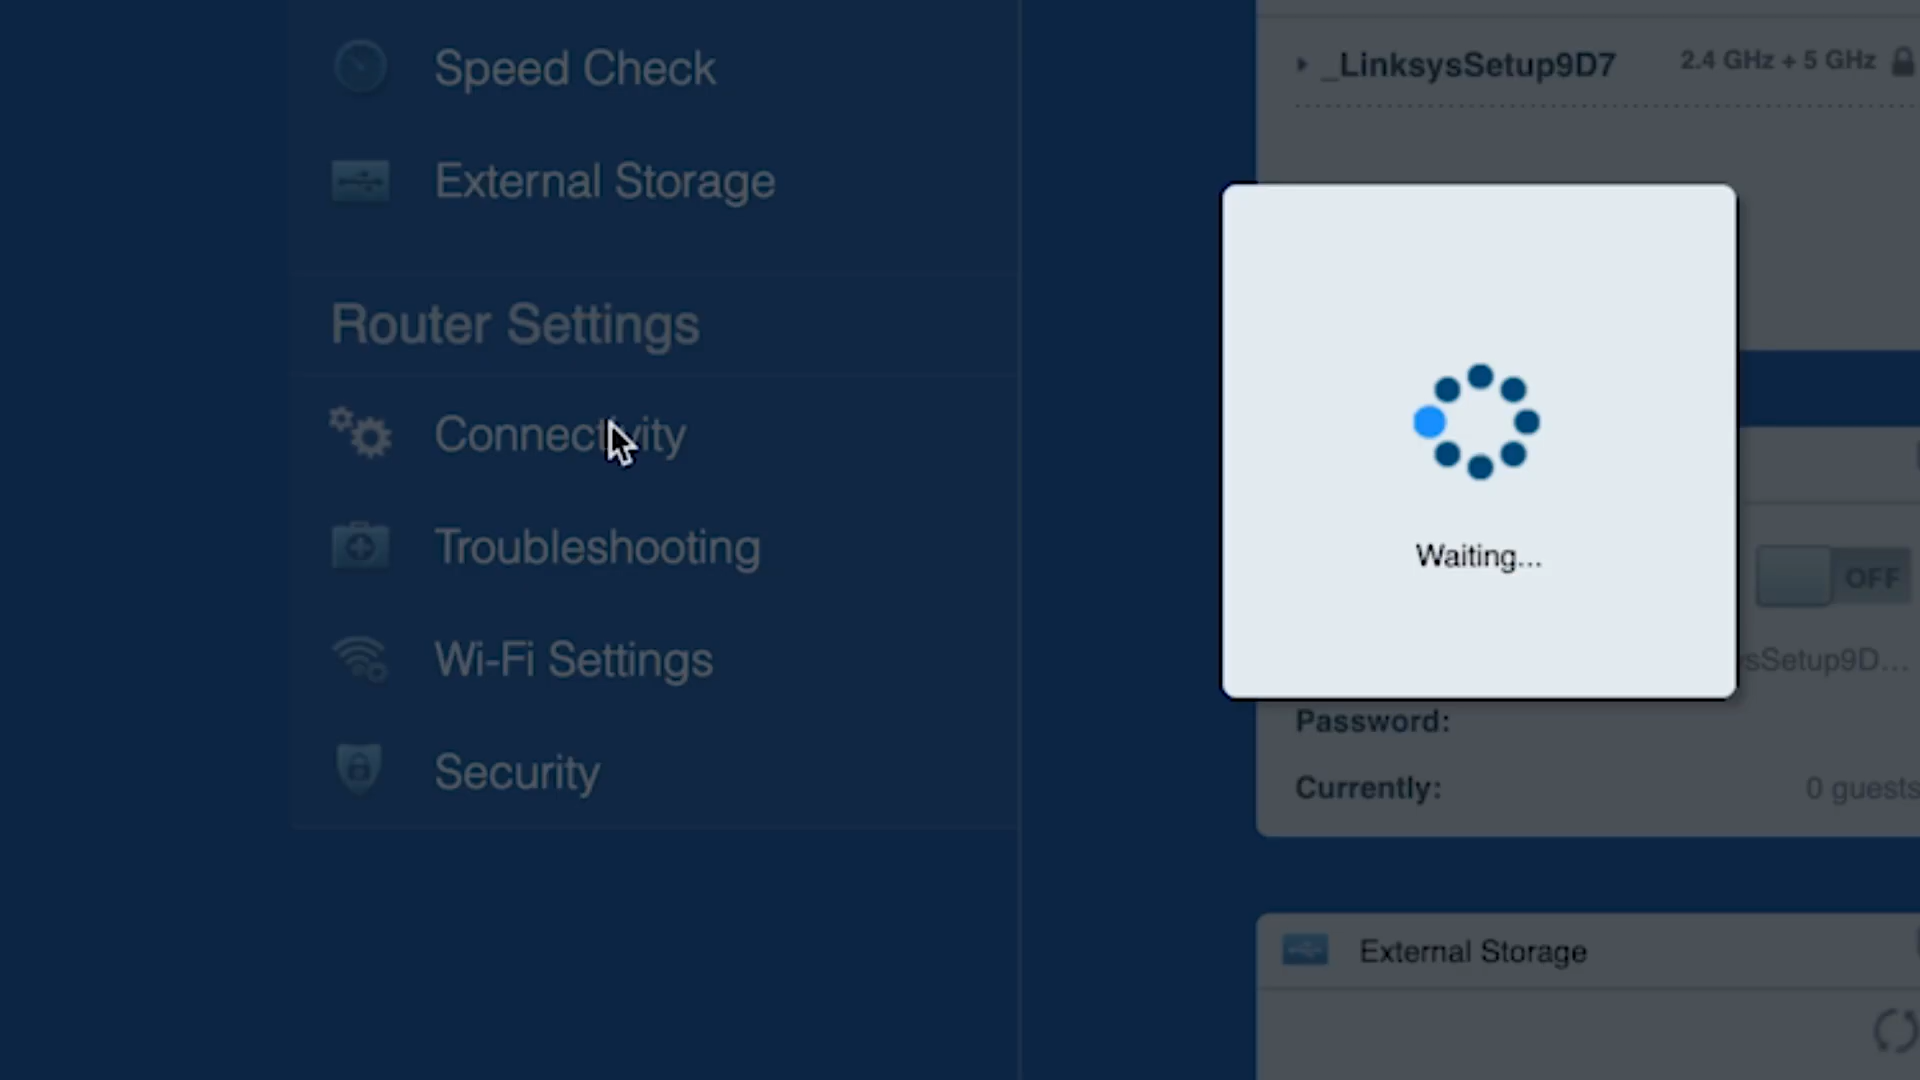 Speed Check
External Storage
Router Settings
Connectivity
Troubleshooting
Wi-Fi Settings
Security
_LinksysSetup9D7 2.4 GHz + 5 GHz
Waiting...
OFF
sSetup9D...
Password:
Currently: 0 guests
External Storage